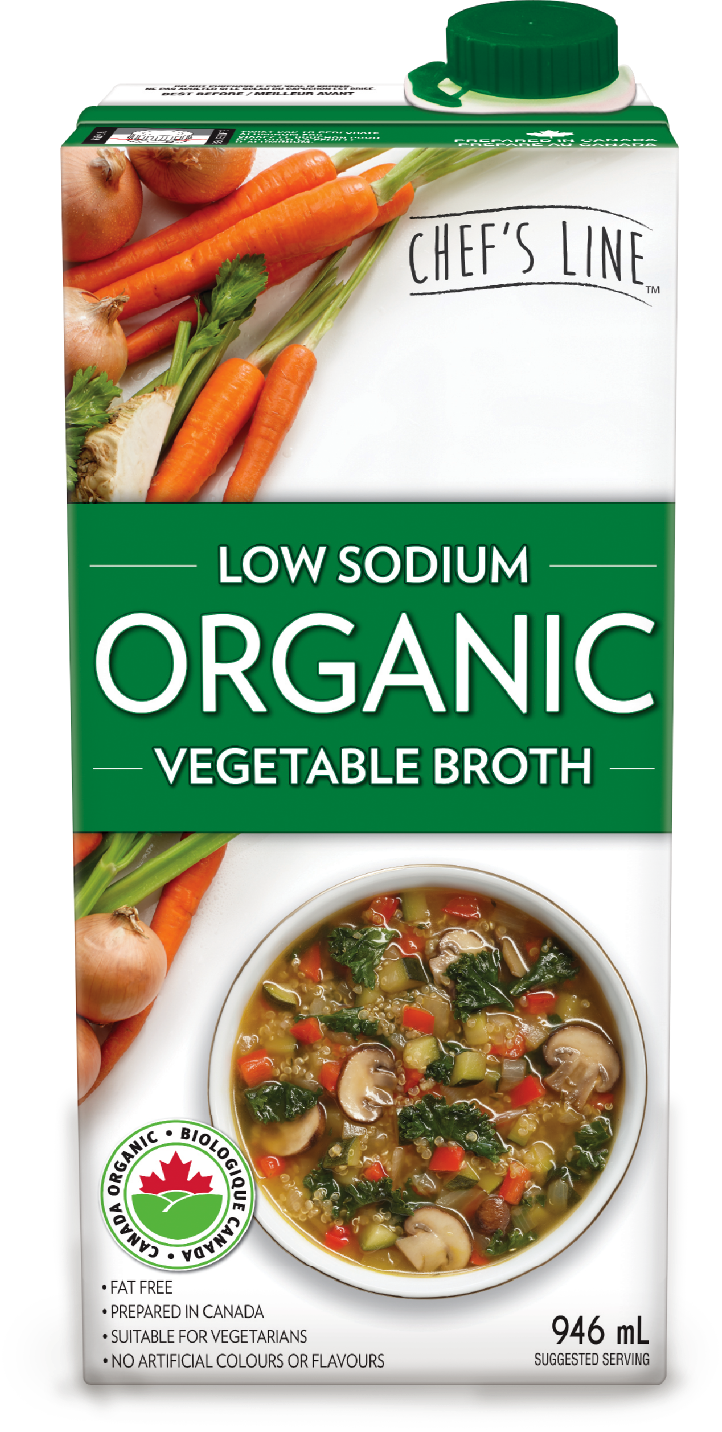 BEST BEFORE / MEILLEUR AVANT
PREPARED IN CANADA
CHEF'S LINE
TM
LOW SODIUM
ORGANIC
VEGETABLE BROTH
CANADA ORGANIC • BIOLOGIQUE CANADA •
• FAT FREE
• PREPARED IN CANADA
• SUITABLE FOR VEGETARIANS
• NO ARTIFICIAL COLOURS OR FLAVOURS
946 mL
SUGGESTED SERVING